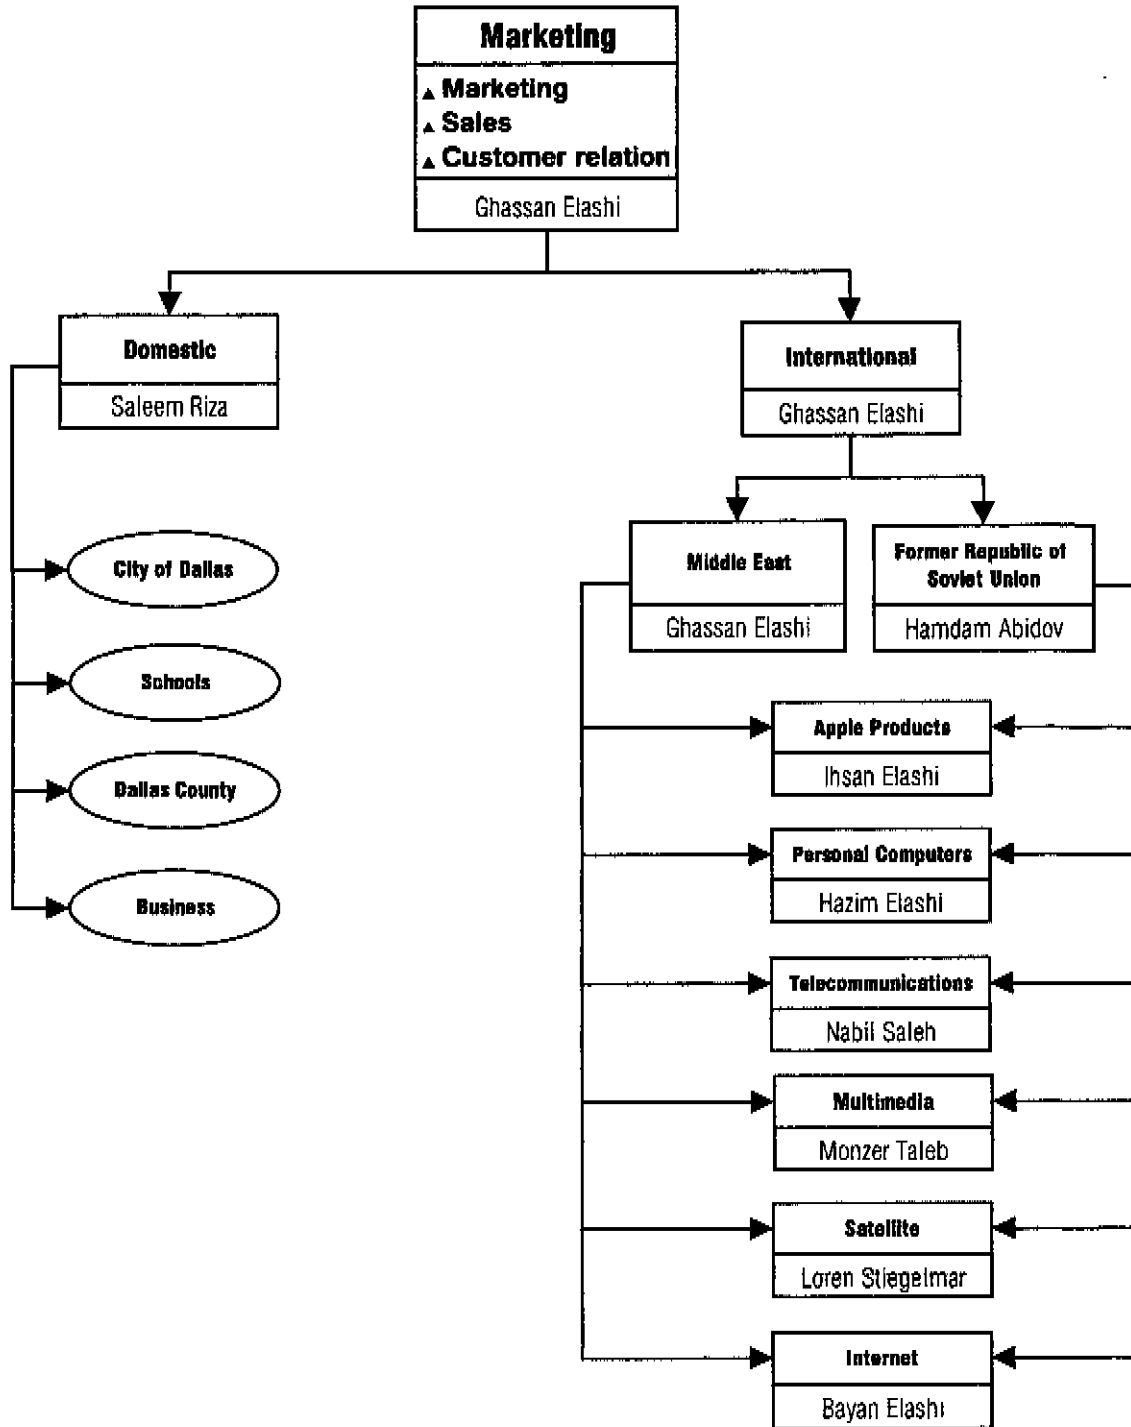 Marketing
▲ Marketing
▲ Sales
▲ Customer relation
Ghassan Elashi
Domestic
Saleem Riza
City of Dallas
Schools
Dallas County
Business
International
Ghassan Elashi
Middle East
Ghassan Elashi
Former Republic of
Soviet Union
Hamdam Abidov
Apple Products
Ihsan Elashi
Personal Computers
Hazim Elashi
Telecommunications
Nabil Saleh
Multimedia
Monzer Taleb
Satellite
Loren Stiegelmar
Internet
Bayan Elashi